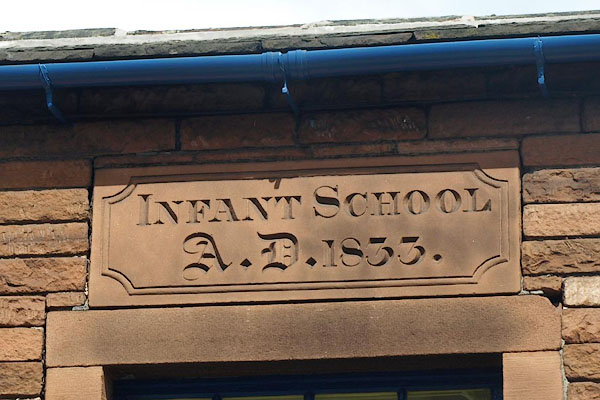 INFANT SCHOOL
A.D. 1833.